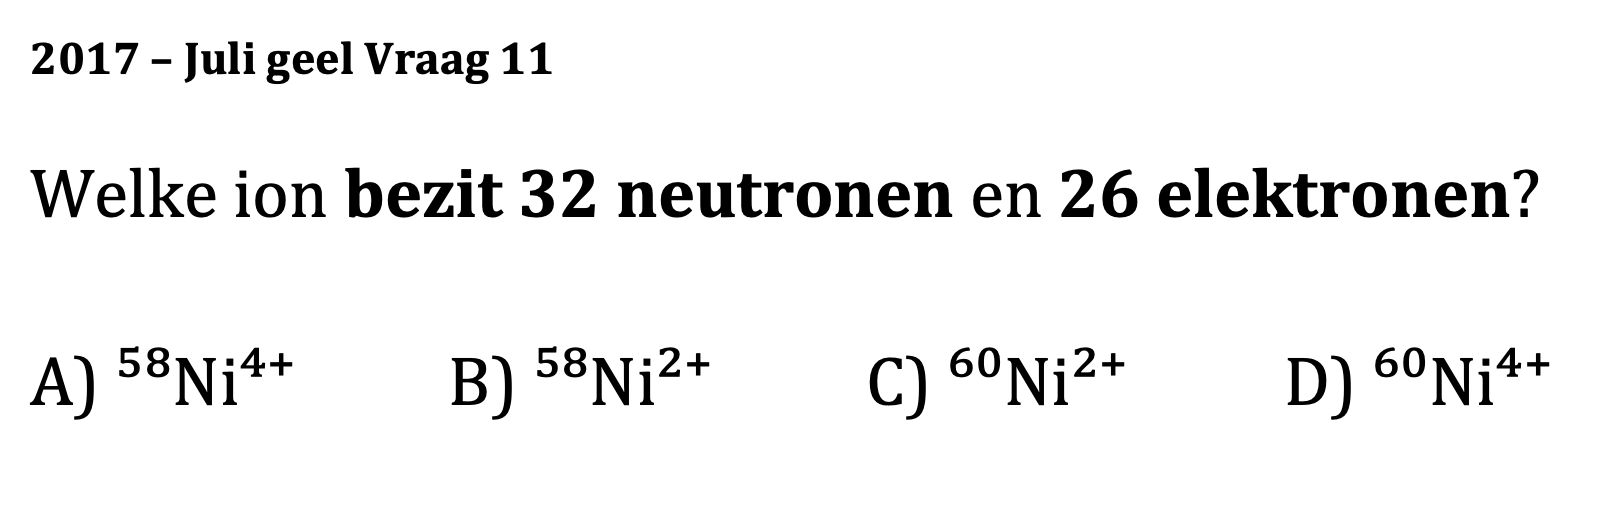 2017 – Juli geel Vraag 11
Welke ion bezit 32 neutronen en 26 elektronen?
A) ⁵⁸Ni⁴⁺ B) ⁵⁸Ni²⁺ C) ⁶⁰Ni²⁺ D) ⁶⁰Ni⁴⁺